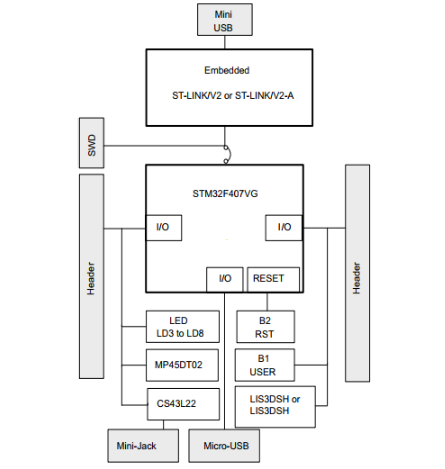 Mini
USB
Embedded
ST-LINK/V2 or ST-LINK/V2-A
SWD
STM32F407VG
I/O
I/O
Header
Header
I/O
RESET
LED
LD3 to LD8
B2
RST
MP45DT02
B1
USER
CS43L22
LIS3DSH or
LIS3DSH
Mini-Jack
Micro-USB